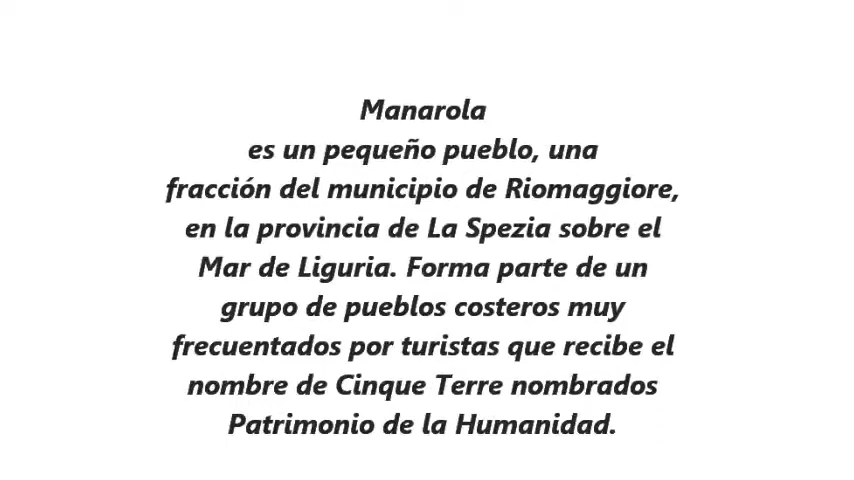 Manarola
es un pequeño pueblo, una
fracción del municipio de Riomaggiore,
en la provincia de La Spezia sobre el
Mar de Liguria. Forma parte de un
grupo de pueblos costeros muy
frecuentados por turistas que recibe el
nombre de Cinque Terre nombrados
Patrimonio de la Humanidad.